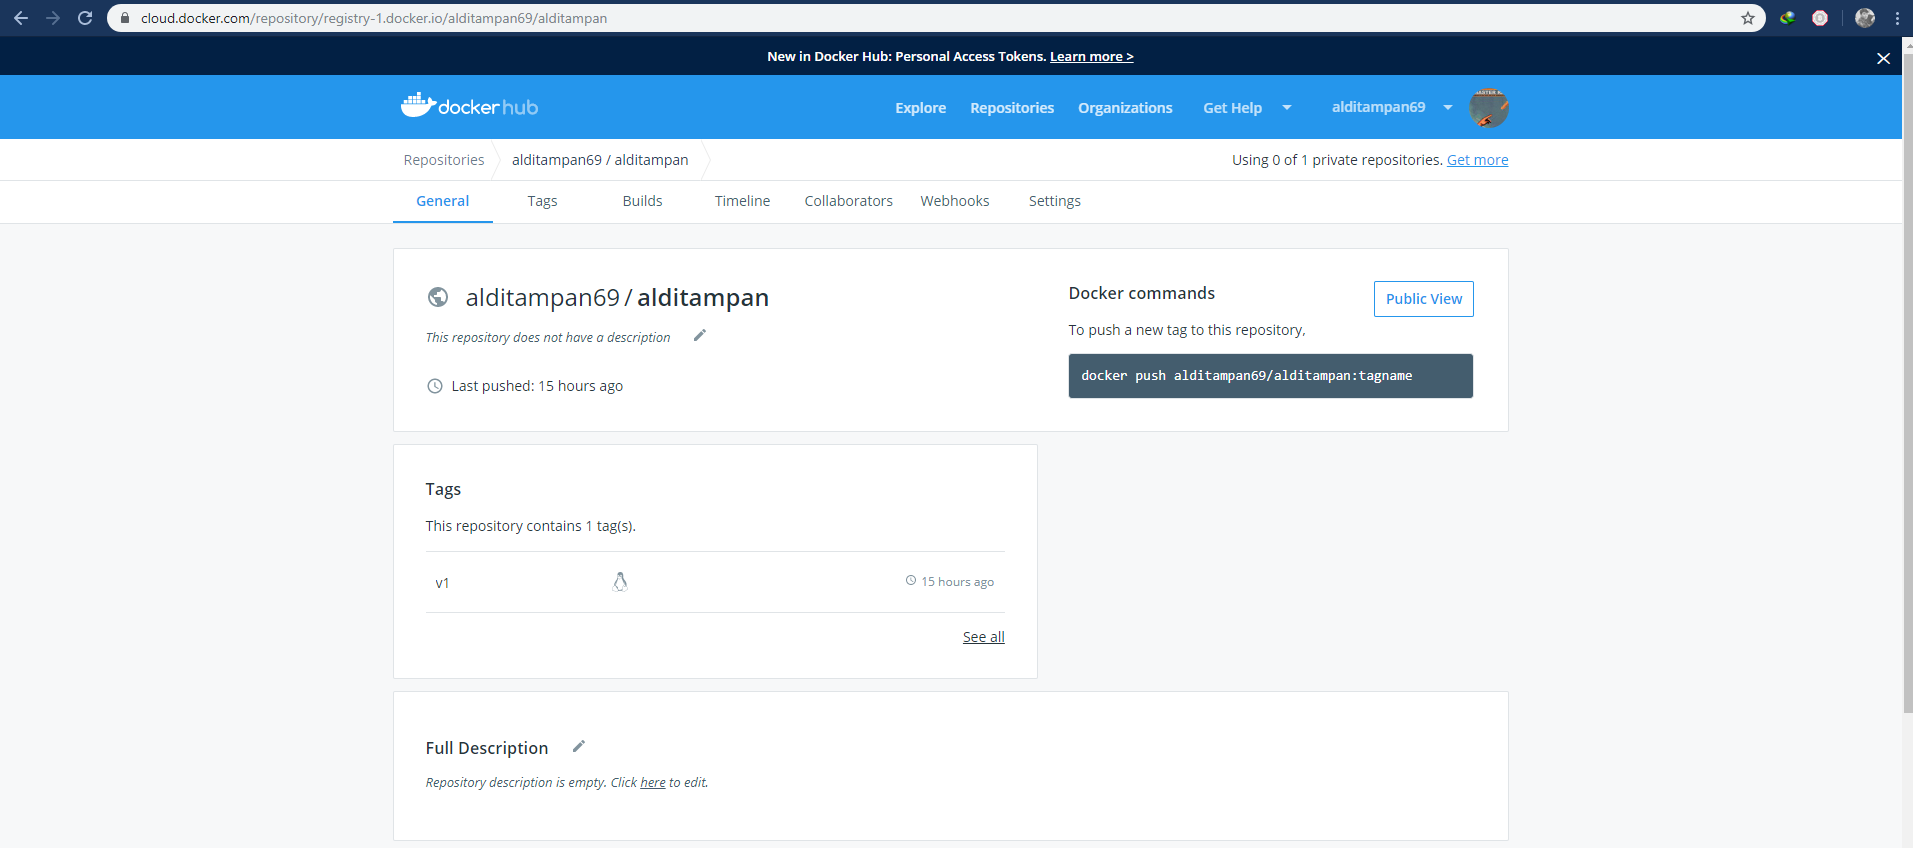 cloud.docker.com/repository/registry-1.docker.io/alditampan69/alditampan
New in Docker Hub: Personal Access Tokens. Learn more >
dockerhub
Explore
Repositories
Organizations
Get Help
alditampan69
Repositories
alditampan69 / alditampan
Using 0 of 1 private repositories. Get more
General
Tags
Builds
Timeline
Collaborators
Webhooks
Settings
alditampan69 / alditampan
This repository does not have a description
Last pushed: 15 hours ago
Docker commands
Public View
To push a new tag to this repository,
docker push alditampan69/alditampan:tagname
Tags
This repository contains 1 tag(s).
v1
15 hours ago
See all
Full Description
Repository description is empty. Click here to edit.